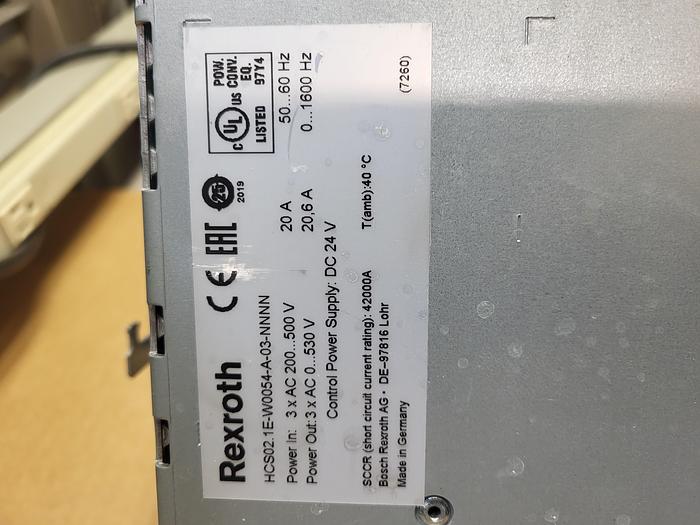 Rexroth CE EAC 25 2019
c UL US LISTED
POW.
CONV.
EQ.
97Y4
HCS02.1E-W0054-A-03-NNNN
Power In: 3 x AC 200...500 V 20 A 50...60 Hz
Power Out: 3 x AC 0...530 V 20,6 A 0...1600 Hz
Control Power Supply: DC 24 V
SCCR (short circuit current rating): 42000A T(amb):40 °C
Bosch Rexroth AG • DE-97816 Lohr
Made in Germany (7260)